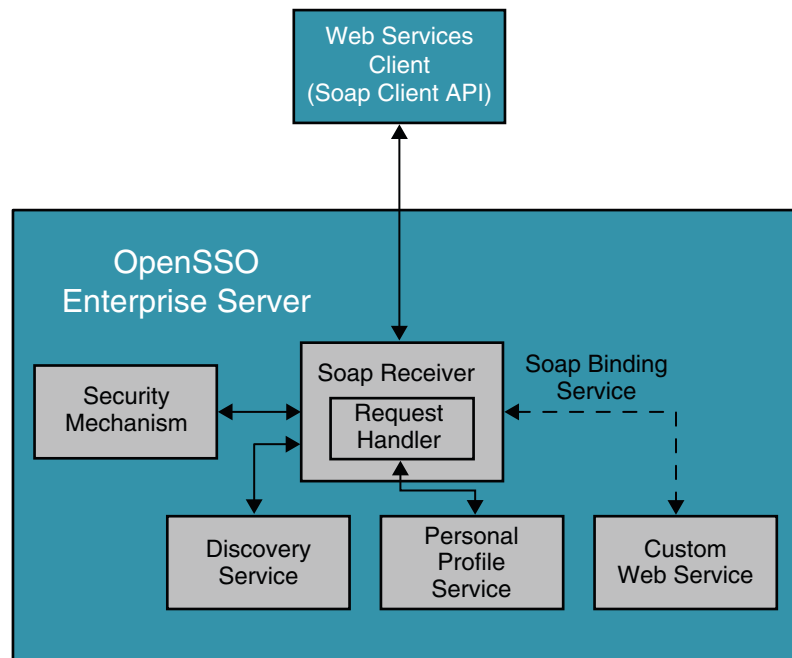 Web Services
Client
(Soap Client API)
OpenSSO
Enterprise Server
Soap Receiver
Request
Handler
Soap Binding
Service
Security
Mechanism
Discovery
Service
Personal
Profile
Service
Custom
Web Service